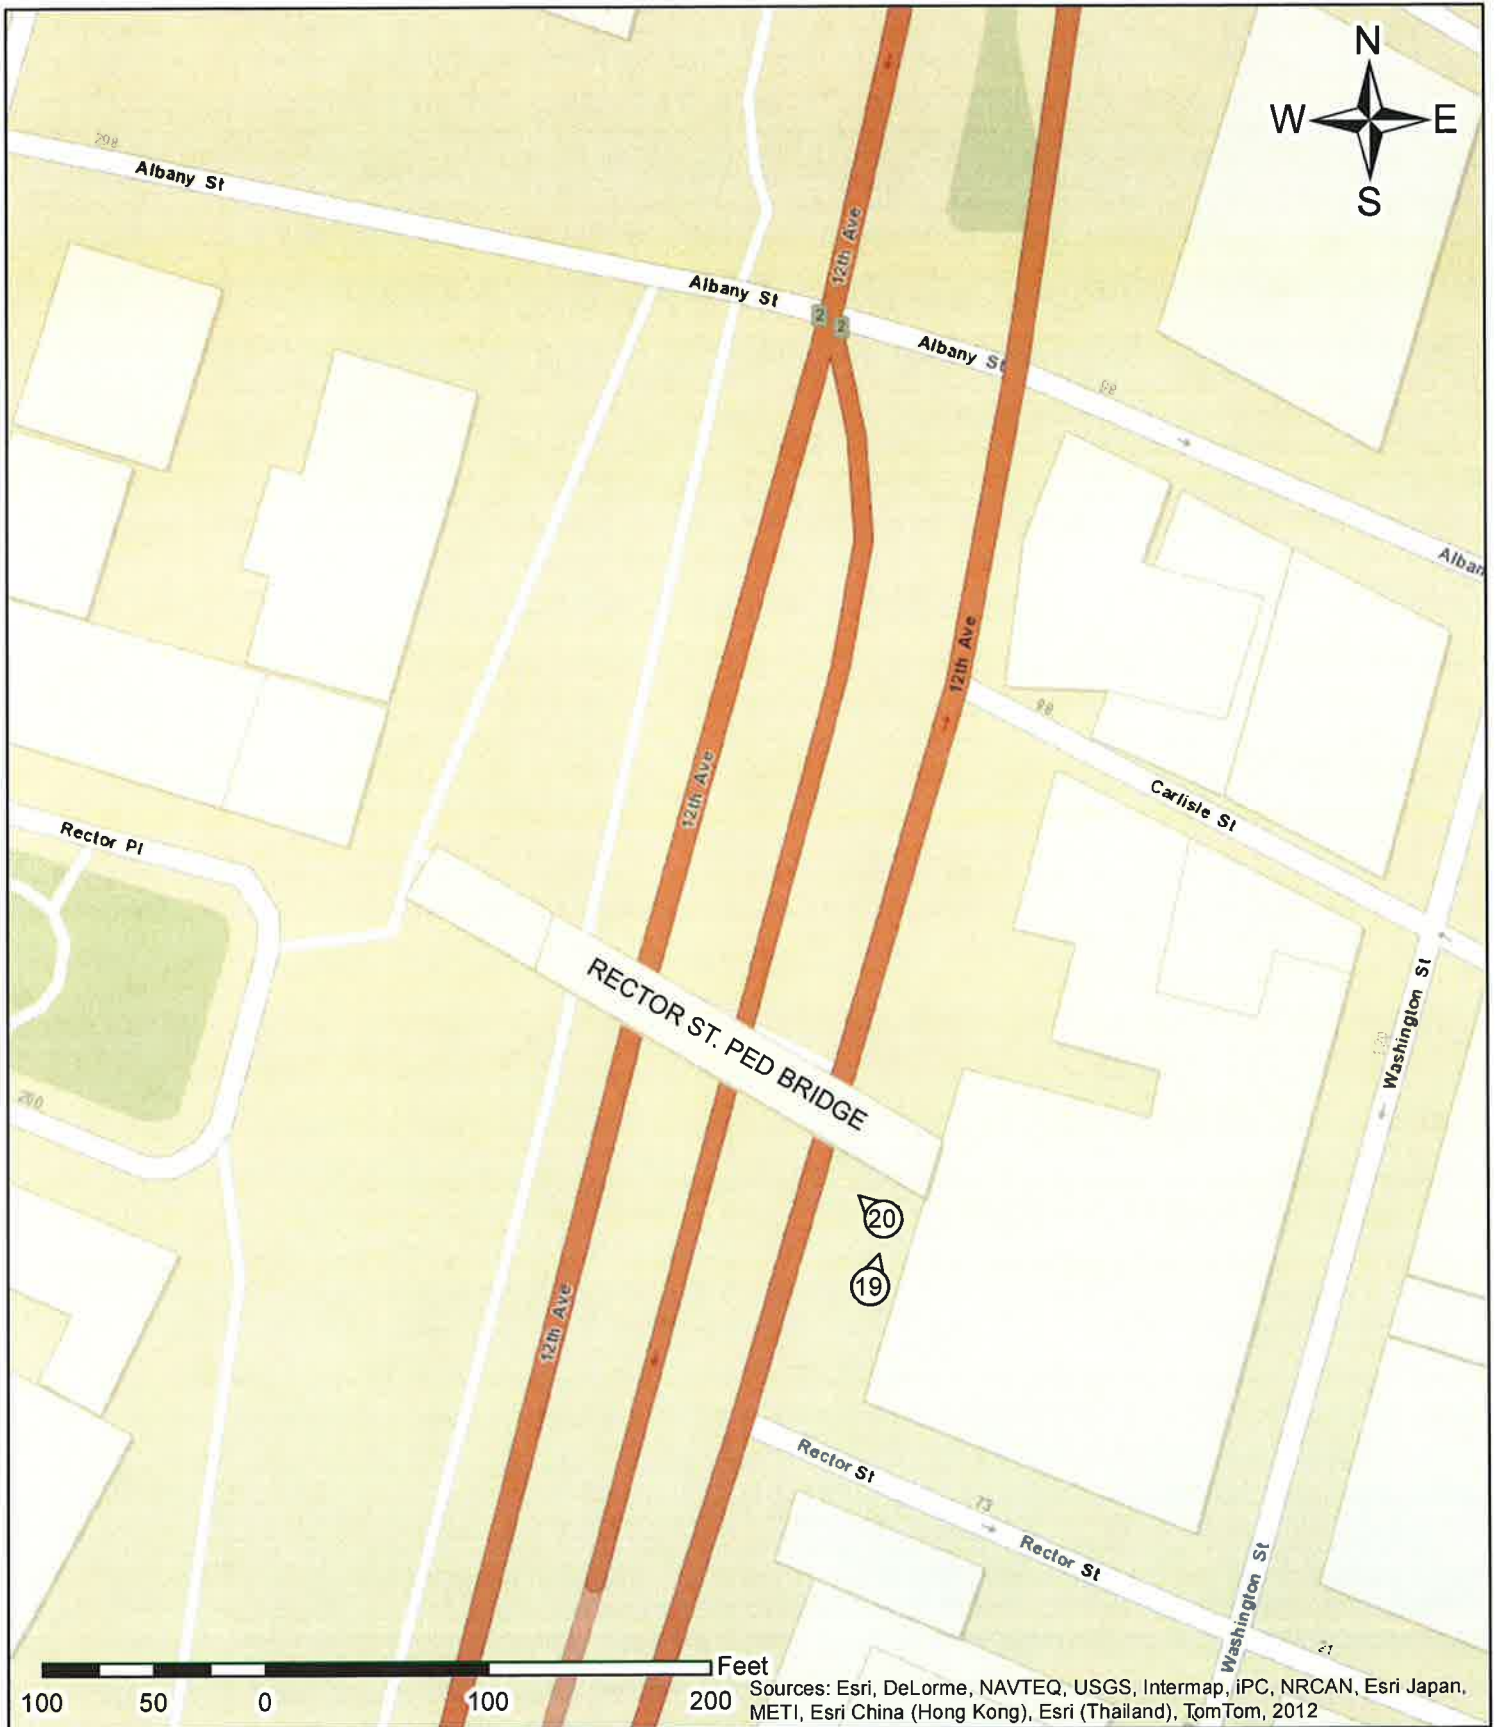 N
W E
S
298
Albany St
12th Ave
Albany St
2
2
Albany St
98
Alban
12th Ave
98
12th Ave
Carlisle St
Rector Pl
Washington St
RECTOR ST. PED BRIDGE
200
20
19
12th Ave
Rector St
73
Rector St
Washington St
21
Feet
100 50 0 100 200
Sources: Esri, DeLorme, NAVTEQ, USGS, Intermap, iPC, NRCAN, Esri Japan,
METI, Esri China (Hong Kong), Esri (Thailand), TomTom, 2012